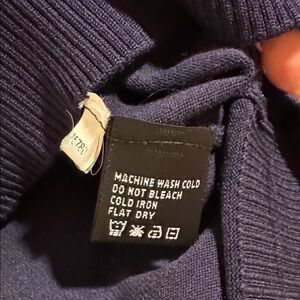 MACHINE WASH COLD
DO NOT BLEACH
COLD IRON
FLAT DRY